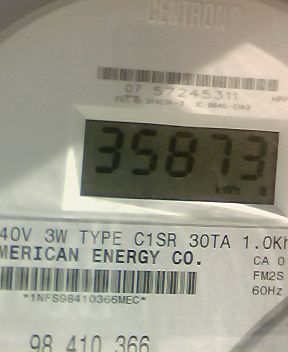 CENTRON®
07 57245311
35873
kWh
40V 3W TYPE C1SR 30TA 1.0Kh
MERICAN ENERGY CO.
CA 0
FM2S
60Hz
*1NFS98410366MEC*
98 410 366